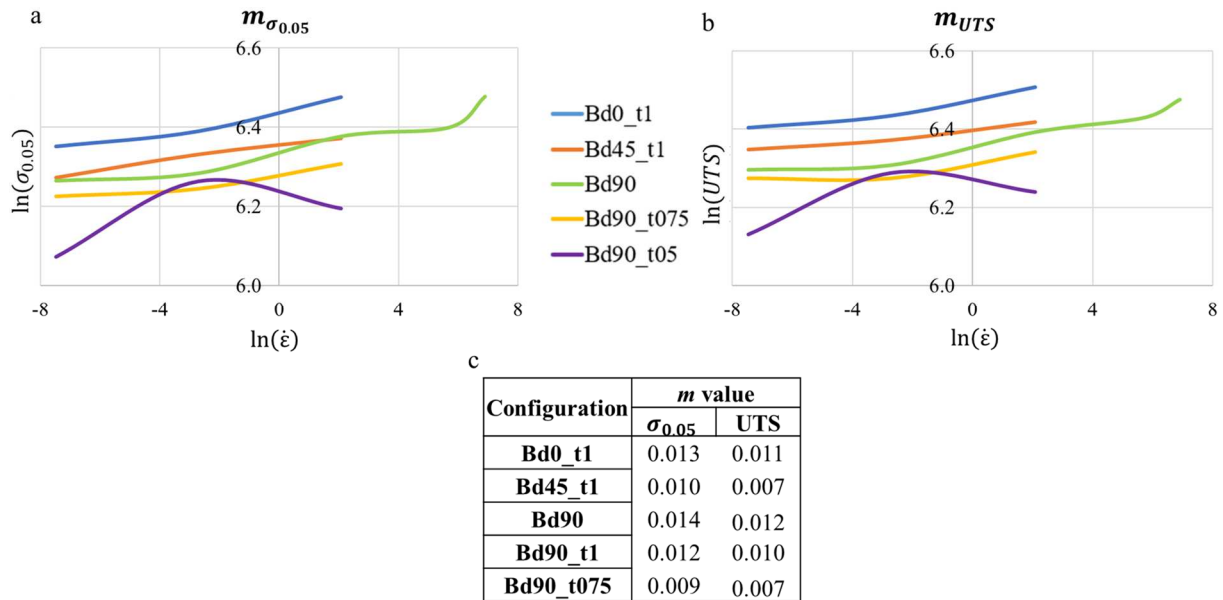 a
𝒎σ₀.₀₅
6.6
6.4
6.2
6.0
-8 -4 0 4 8
ln(σ₀.₀₅)
ln(ε̇)
Bd0_t1
Bd45_t1
Bd90
Bd90_t075
Bd90_t05
b
𝒎UTS
6.6
6.4
6.2
6.0
-8 -4 0 4 8
ln(UTS)
ln(ε̇)
c
Configuration m value
σ₀.₀₅ UTS
Bd0_t1 0.013 0.011
Bd45_t1 0.010 0.007
Bd90 0.014 0.012
Bd90_t1 0.012 0.010
Bd90_t075 0.009 0.007